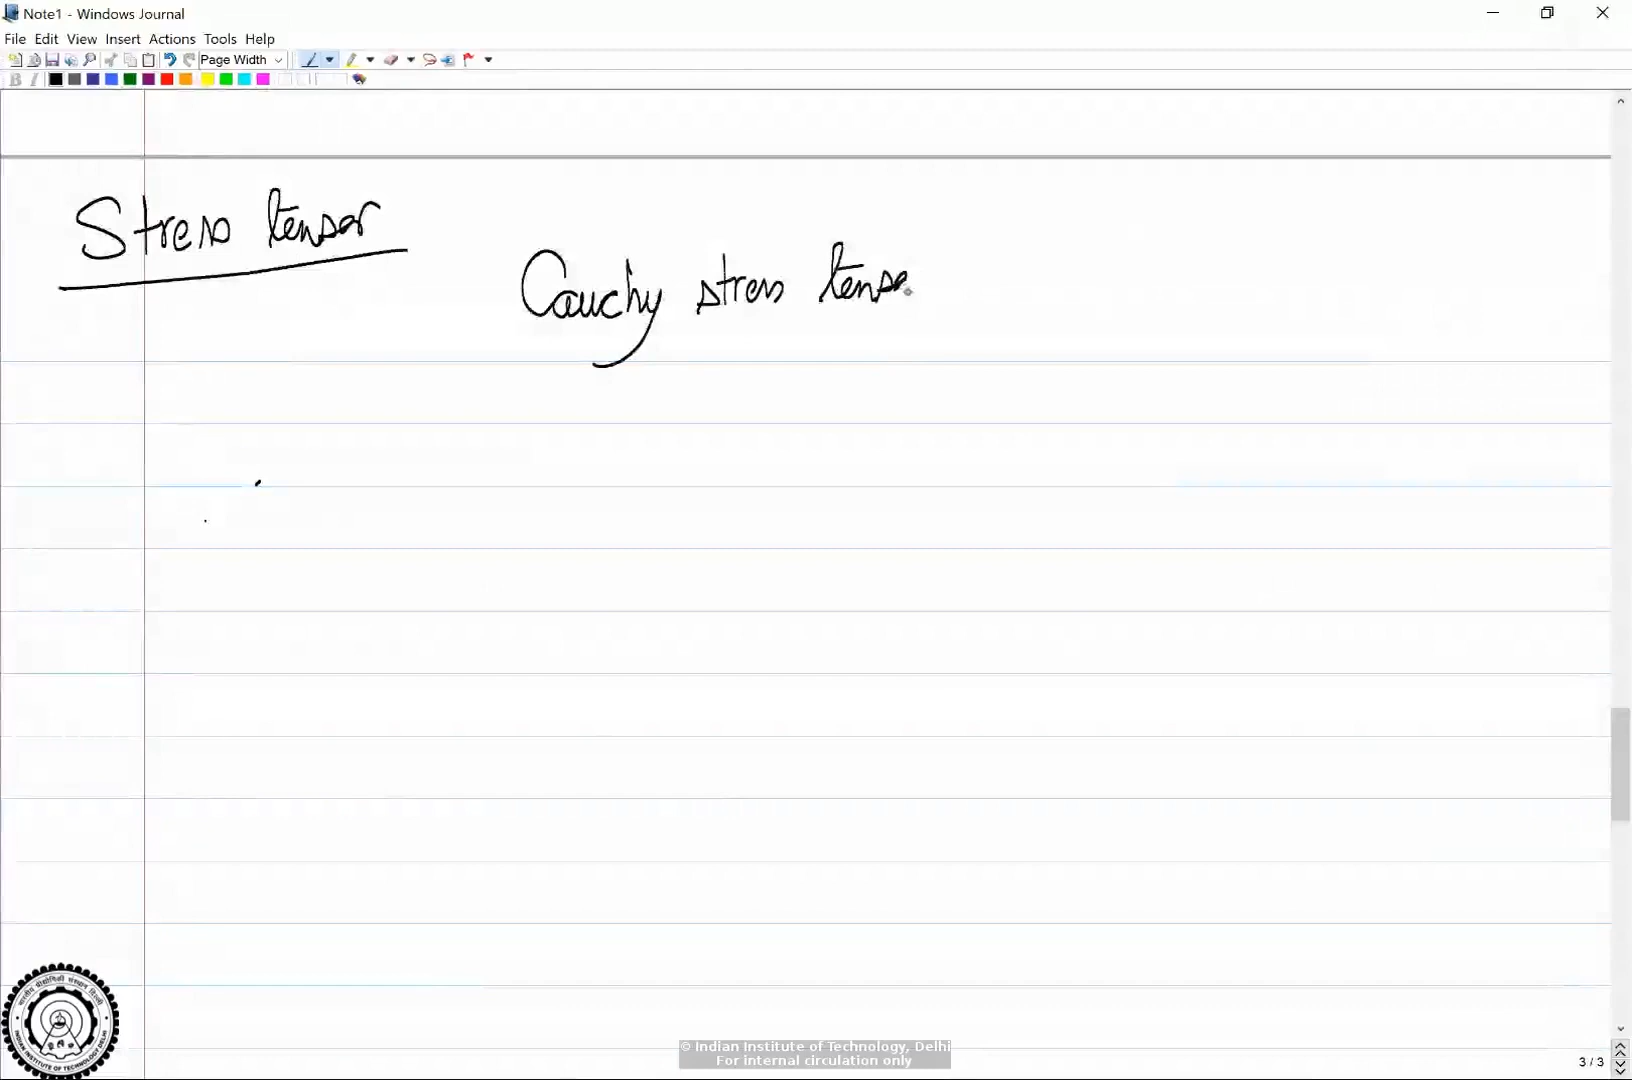 Note1 - Windows Journal
File Edit View Insert Actions Tools Help
Page Width
B I
Stress tensor
Cauchy stress tenso
© Indian Institute of Technology, Delhi
For internal circulation only
3 / 3